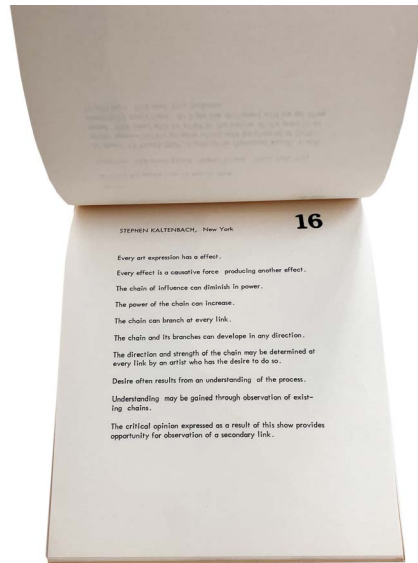 STEPHEN KALTENBACH, New York
16
Every art expression has a effect.
Every effect is a causative force producing another effect.
The chain of influence can diminish in power.
The power of the chain can increase.
The chain can branch at every link.
The chain and its branches can develope in any direction.
The direction and strength of the chain may be determined at
every link by an artist who has the desire to do so.
Desire often results from an understanding of the process.
Understanding may be gained through observation of exist-
ing chains.
The critical opinion expressed as a result of this show provides
opportunity for observation of a secondary link.